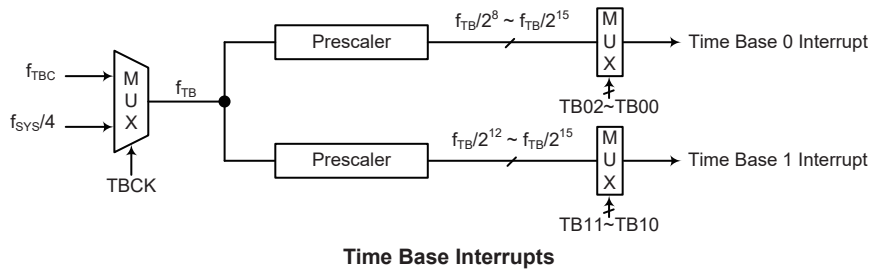 f_TBC
f_SYS/4
M
U
X
TBCK
f_TB
Prescaler
f_TB/2^8 ~ f_TB/2^15
M
U
X
TB02~TB00
Time Base 0 Interrupt
Prescaler
f_TB/2^12 ~ f_TB/2^15
M
U
X
TB11~TB10
Time Base 1 Interrupt
Time Base Interrupts